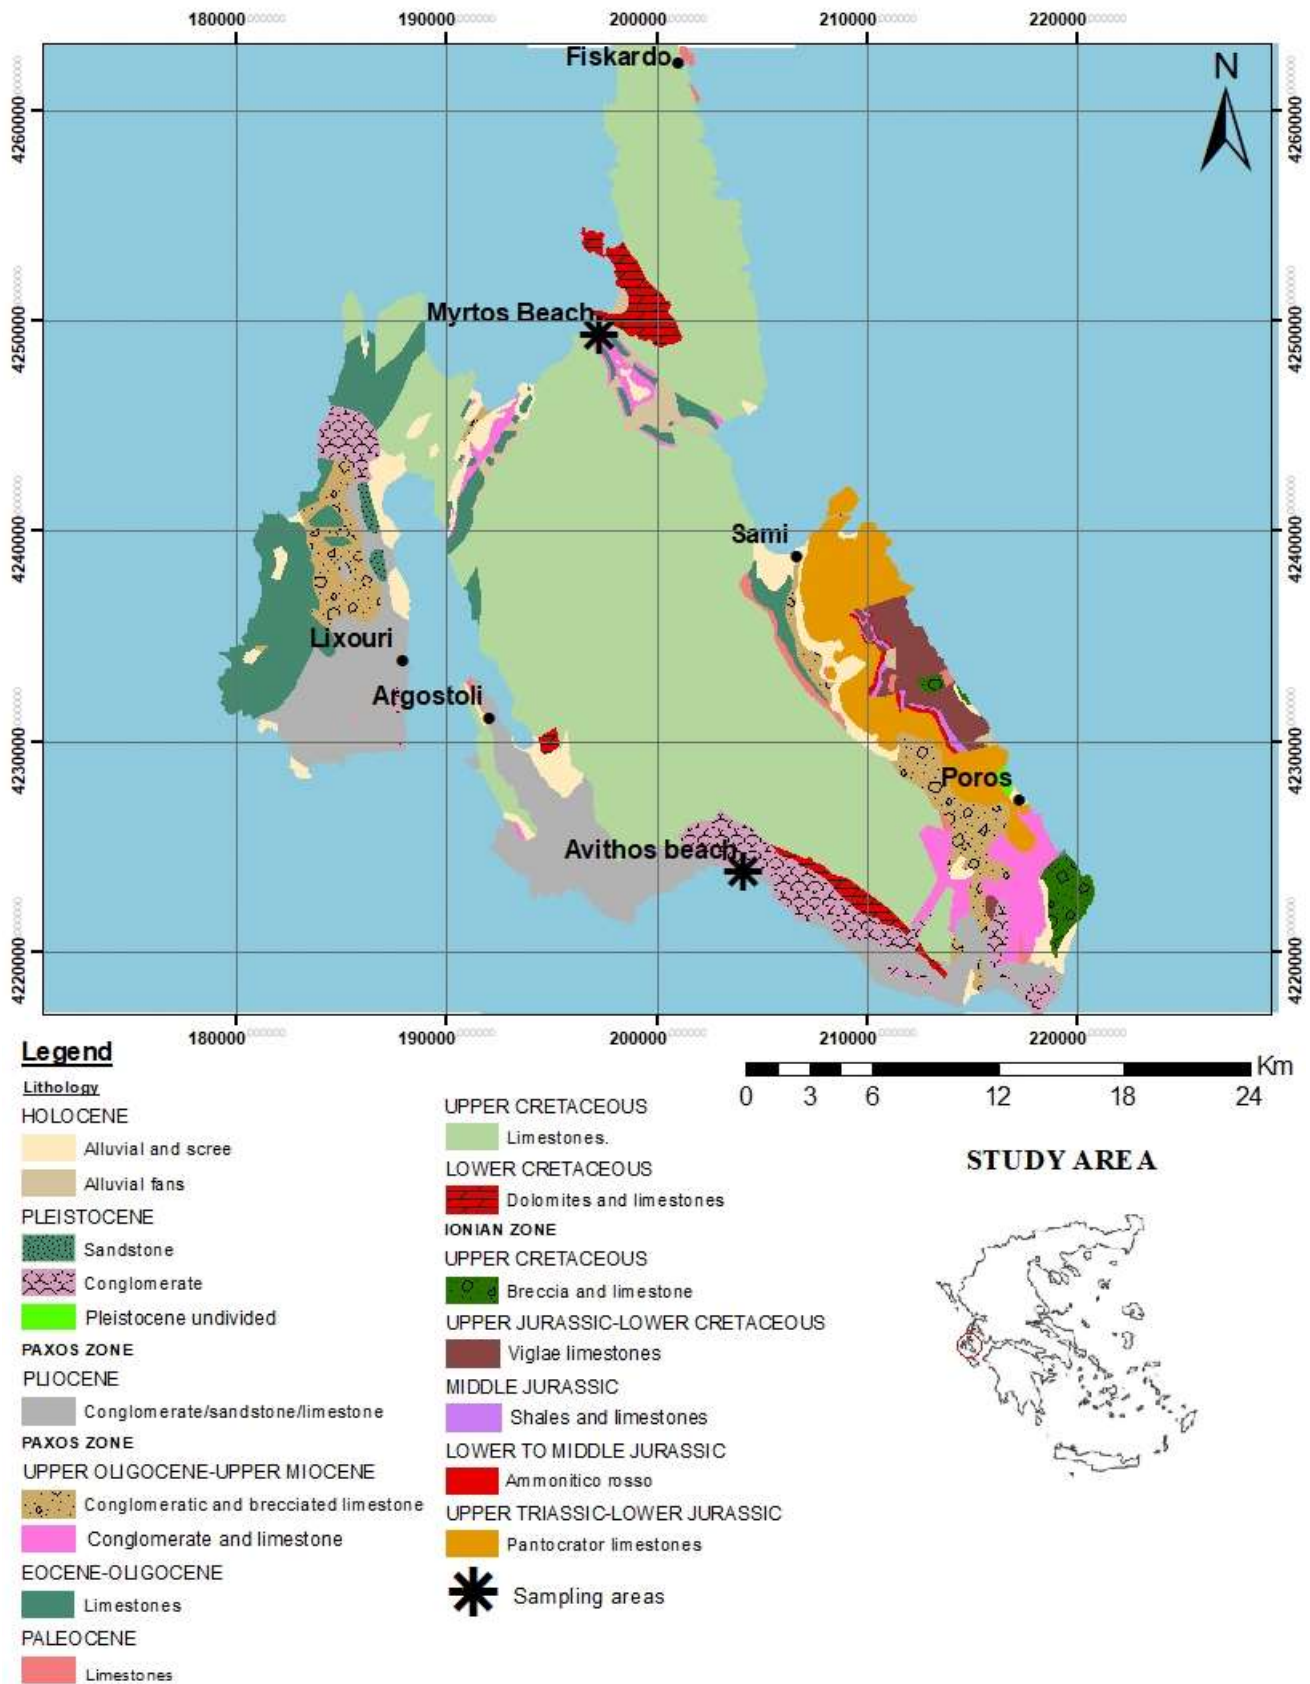 180000 190000 200000 210000 220000
Fiskardo
N
4260000 4260000
Myrtos Beach
4250000 4250000
Sami
4240000 4240000
Lixouri
Argostoli
4230000 4230000
Poros
Avithos beach
4220000 4220000
180000 190000 200000 210000 220000
Km
0 3 6 12 18 24
Legend
Lithology
HOLOCENE
Alluvial and scree
Alluvial fans
PLEISTOCENE
Sandstone
Conglomerate
Pleistocene undivided
PAXOS ZONE
PLIOCENE
Conglomerate/sandstone/limestone
PAXOS ZONE
UPPER OLIGOCENE-UPPER MIOCENE
Conglomeratic and brecciated limestone
Conglomerate and limestone
EOCENE-OLIGOCENE
Limestones
PALEOCENE
Limestones
UPPER CRETACEOUS
Limestones.
LOWER CRETACEOUS
Dolomites and limestones
IONIAN ZONE
UPPER CRETACEOUS
Breccia and limestone
UPPER JURASSIC-LOWER CRETACEOUS
Viglae limestones
MIDDLE JURASSIC
Shales and limestones
LOWER TO MIDDLE JURASSIC
Ammonitico rosso
UPPER TRIASSIC-LOWER JURASSIC
Pantocrator limestones
Sampling areas
STUDY AREA